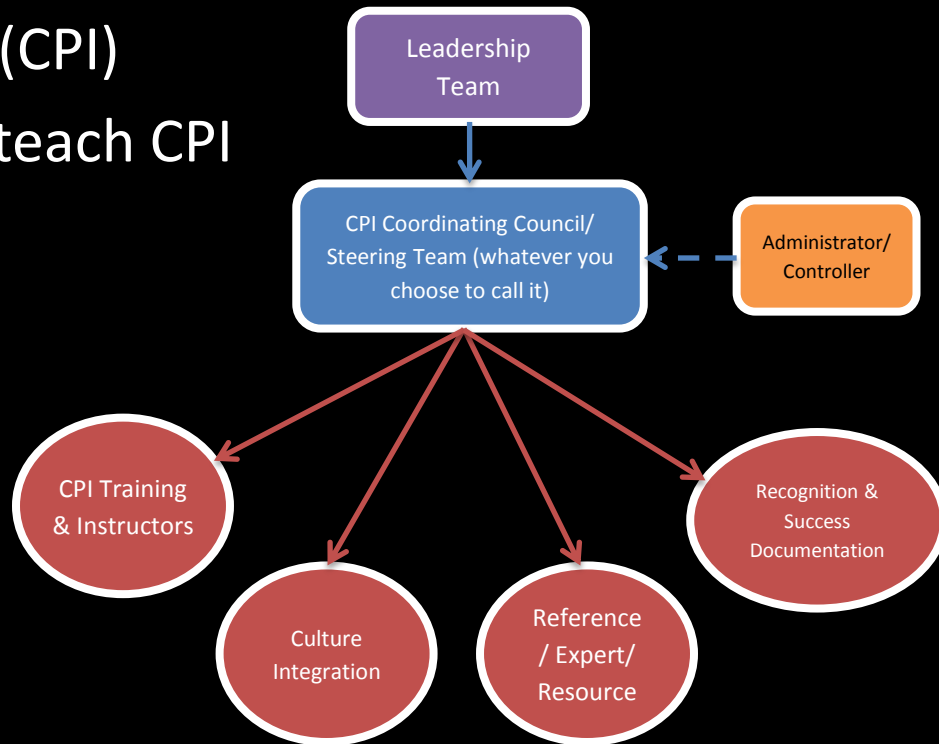 (CPI)
teach CPI
Leadership
Team
CPI Coordinating Council/
Steering Team (whatever you
choose to call it)
Administrator/
Controller
CPI Training
& Instructors
Culture
Integration
Reference
/ Expert/
Resource
Recognition &
Success
Documentation